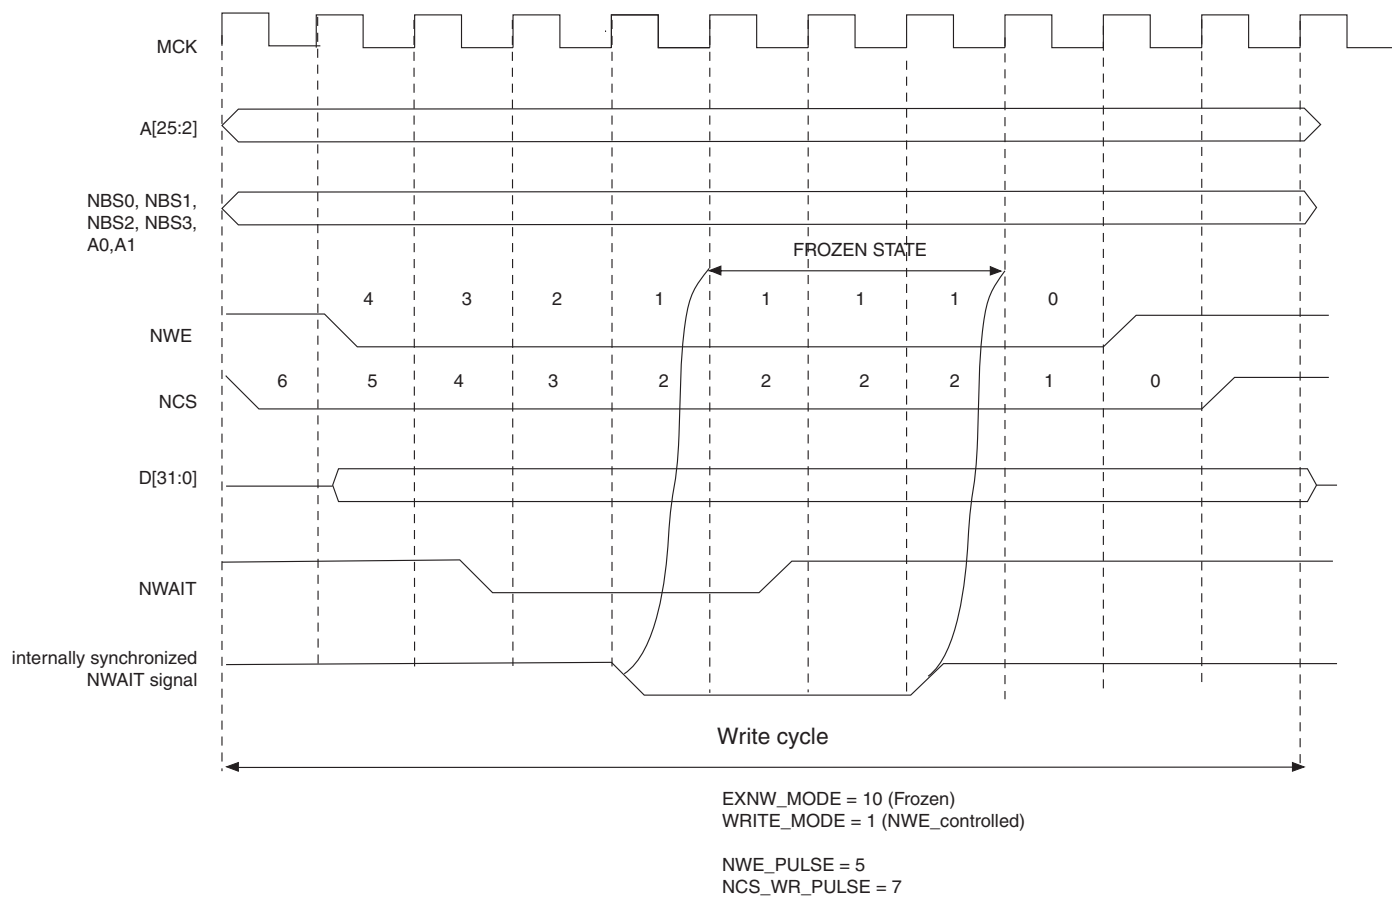 MCK
A[25:2]
NBS0, NBS1,
NBS2, NBS3,
A0,A1
FROZEN STATE
4 3 2 1 1 1 1 0
NWE
6 5 4 3 2 2 2 2 1 0
NCS
D[31:0]
NWAIT
internally synchronized
NWAIT signal
Write cycle
EXNW_MODE = 10 (Frozen)
WRITE_MODE = 1 (NWE_controlled)
NWE_PULSE = 5
NCS_WR_PULSE = 7